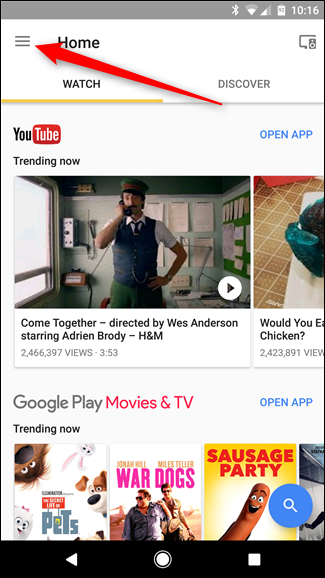 10:16
Home
WATCH DISCOVER
YouTube OPEN APP
Trending now
Come Together – directed by Wes Anderson
starring Adrien Brody – H&M
2,466,397 VIEWS · 3:53
Would You Ea
Chicken?
2,423,891 VIEW
Google Play Movies & TV OPEN APP
Trending now
ILLUMINATION
THE SECRET
LIFE OF
PETS
JONAH HILL MILES TELLER
WAR DOGS
SAUSAGE
PARTY